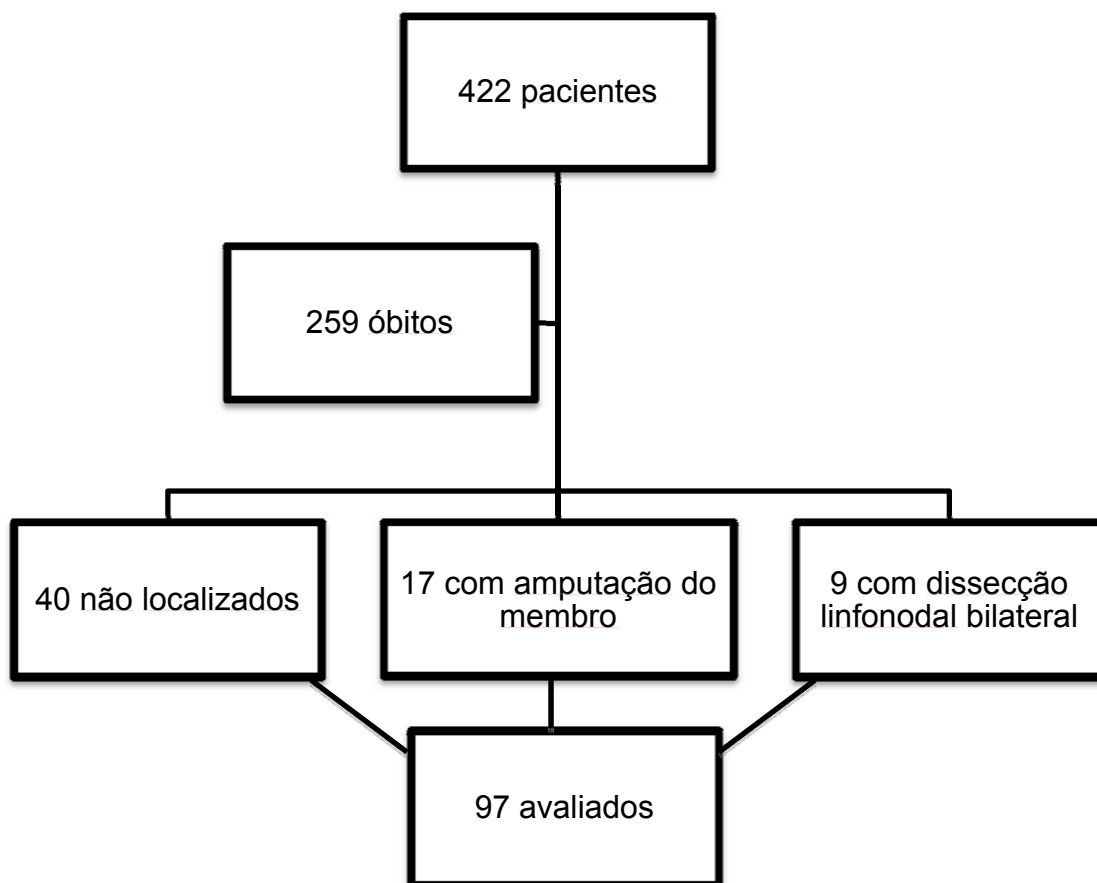 422 pacientes
259 óbitos
40 não localizados
17 com amputação do
membro
9 com dissecção
linfonodal bilateral
97 avaliados